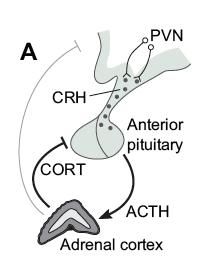 A
PVN
CRH
Anterior
pituitary
CORT
ACTH
Adrenal cortex